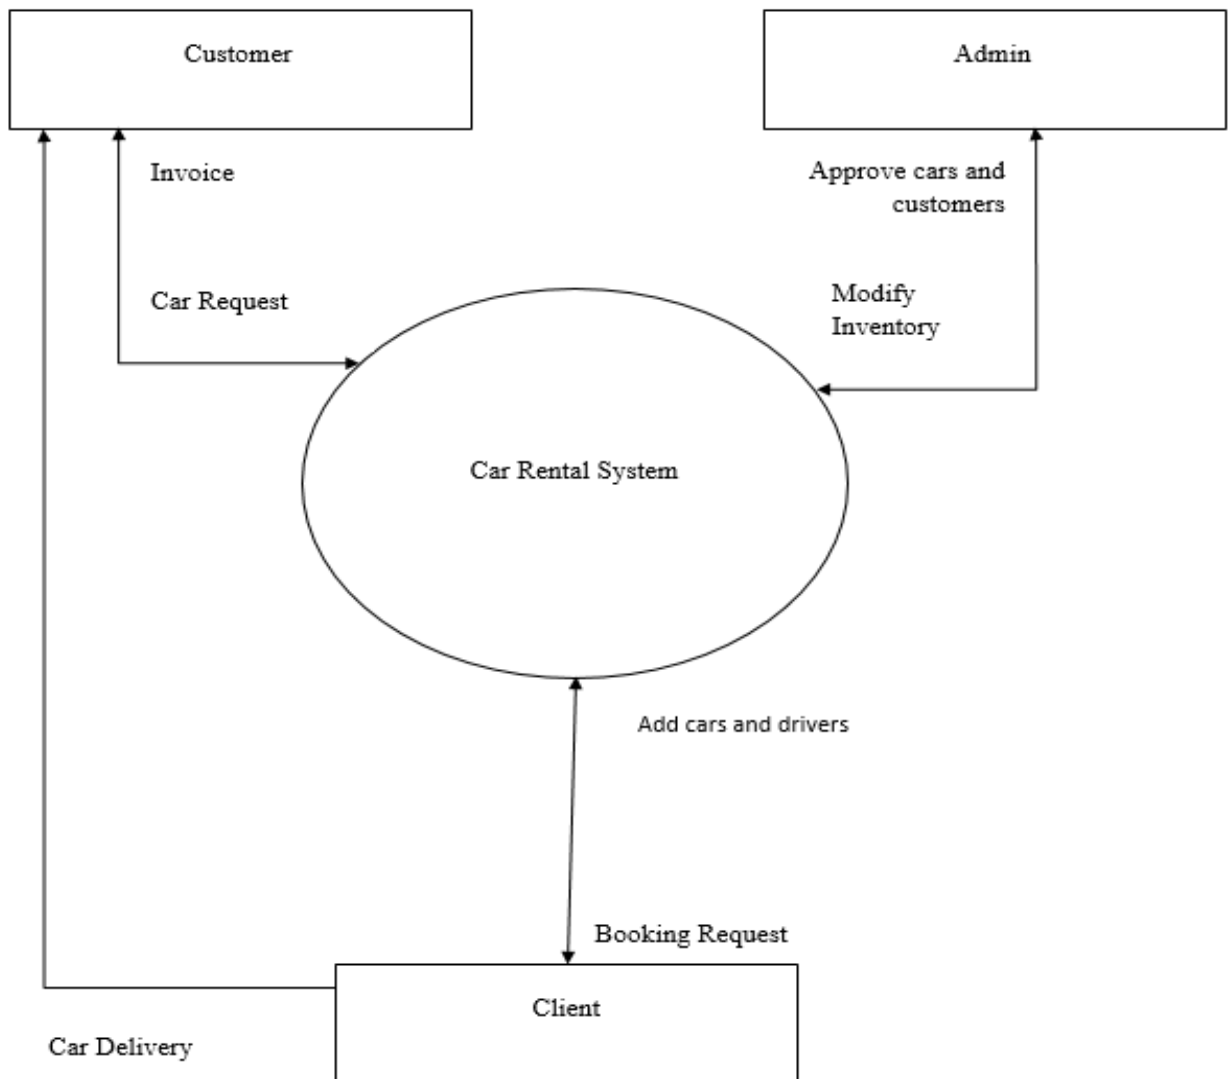 Customer
Admin
Invoice
Approve cars and
customers
Car Request
Modify
Inventory
Car Rental System
Add cars and drivers
Booking Request
Client
Car Delivery